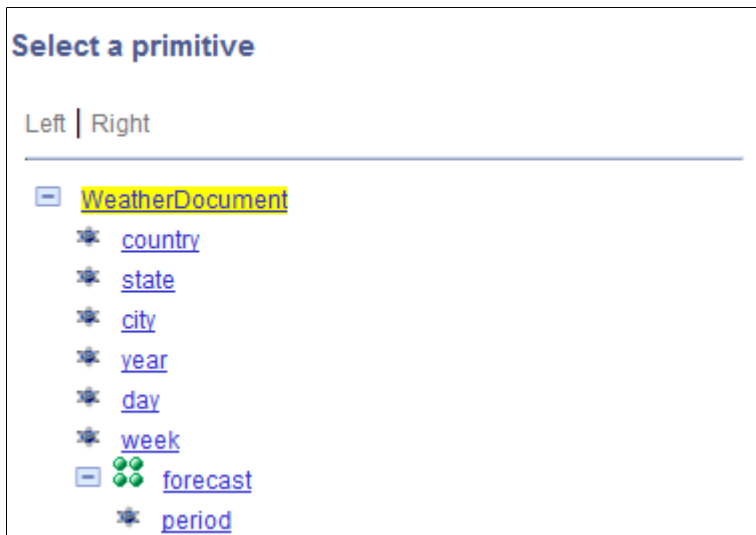 Select a primitive
Left | Right
WeatherDocument
country
state
city
year
day
week
forecast
period